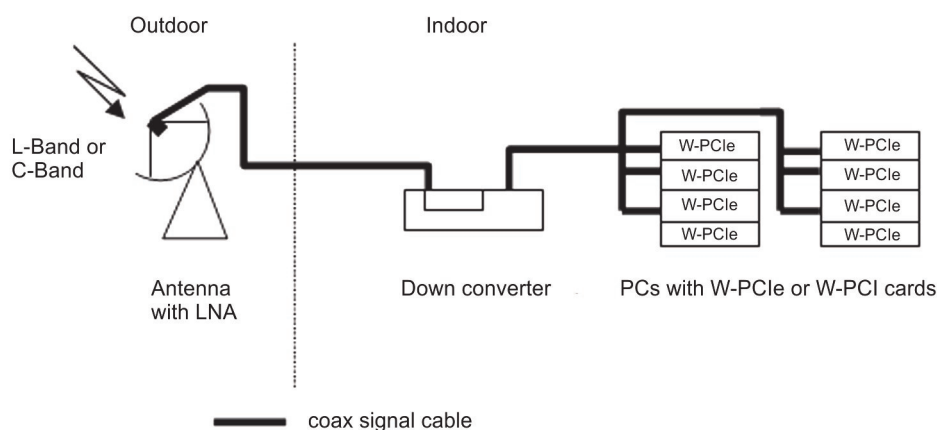 Outdoor
Indoor
L-Band or
C-Band
W-PCIe
W-PCIe
W-PCIe
W-PCIe
W-PCIe
W-PCIe
W-PCIe
W-PCIe
Antenna
with LNA
Down converter
PCs with W-PCIe or W-PCI cards
coax signal cable